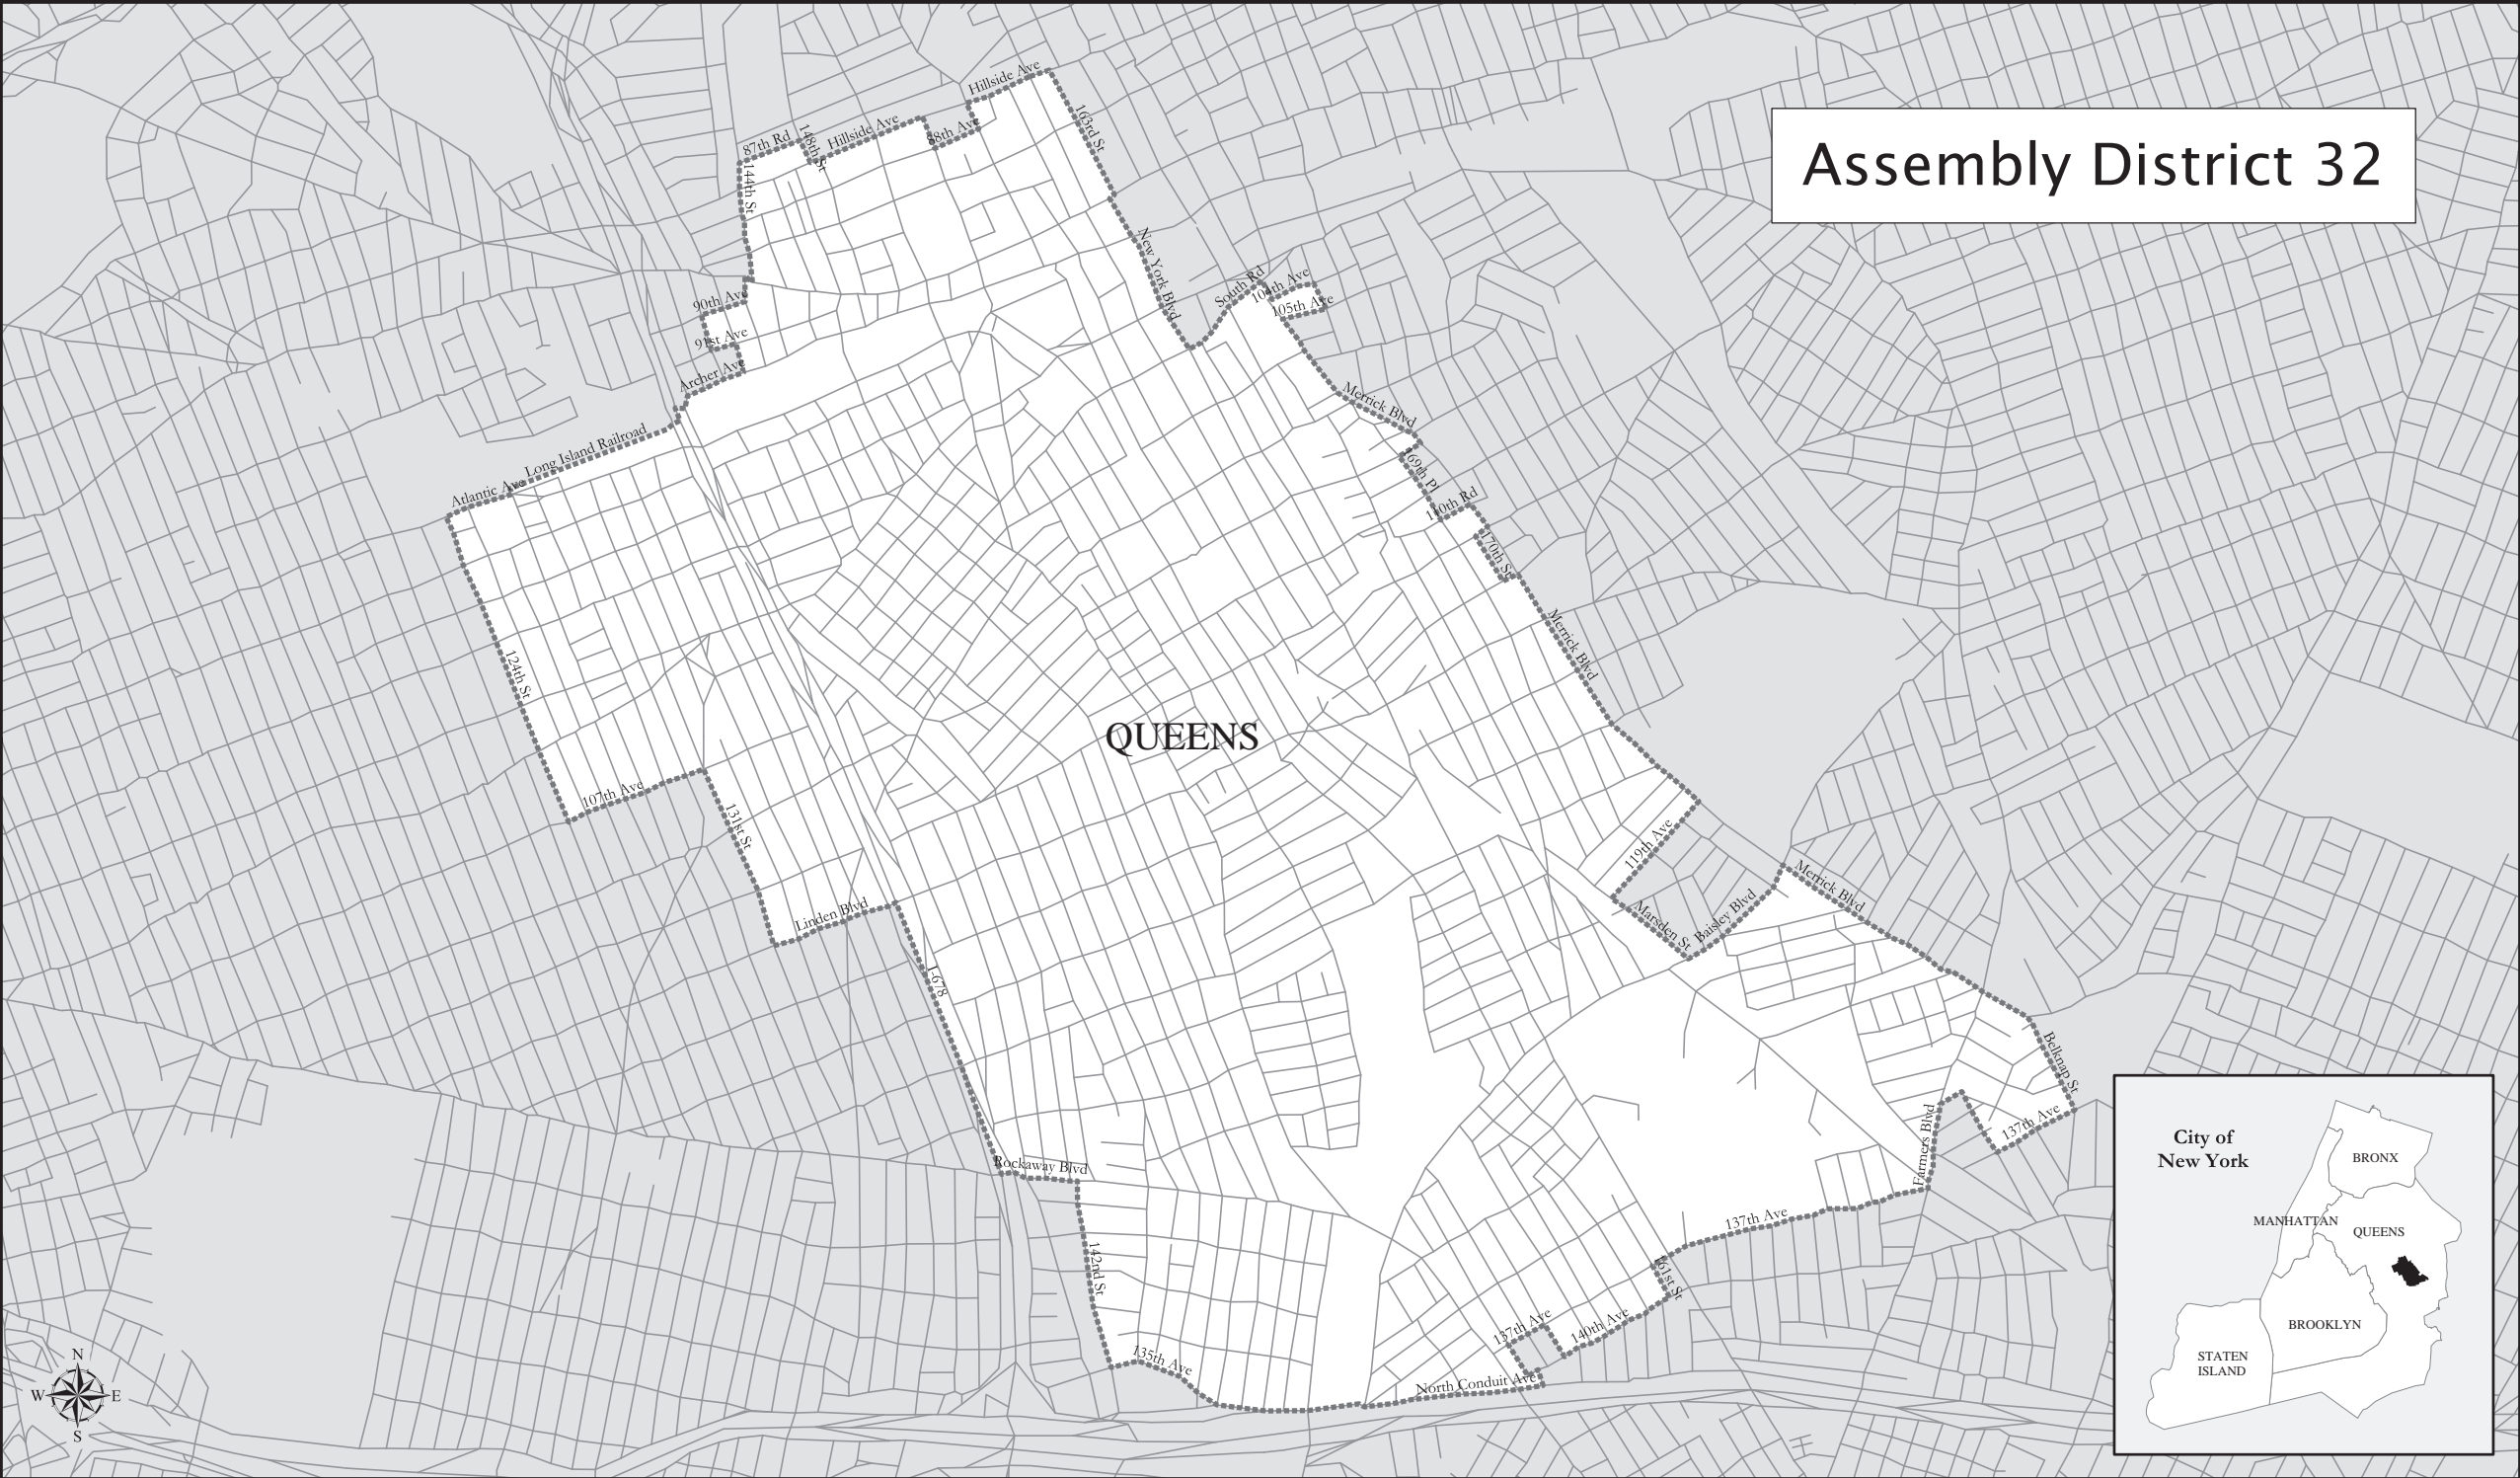 Assembly District 32
Hillside Ave
163rd St
87th Rd
148th St
Hillside Ave
88th Ave
144th St
New York Blvd
South Rd
104th Ave
105th Ave
90th Ave
91st Ave
Archer Ave
Merrick Blvd
Long Island Railroad
Atlantic Ave
169th Pl
110th Rd
170th St
Merrick Blvd
124th St
QUEENS
107th Ave
131st St
119th Ave
Merrick Blvd
Linden Blvd
Marsden St
Baisley Blvd
I-678
Belknap St
137th Ave
Farmers Blvd
Rockaway Blvd
137th Ave
142nd St
161st St
137th Ave
140th Ave
135th Ave
North Conduit Ave
N
W
E
S
City of
New York
BRONX
MANHATTAN
QUEENS
BROOKLYN
STATEN
ISLAND